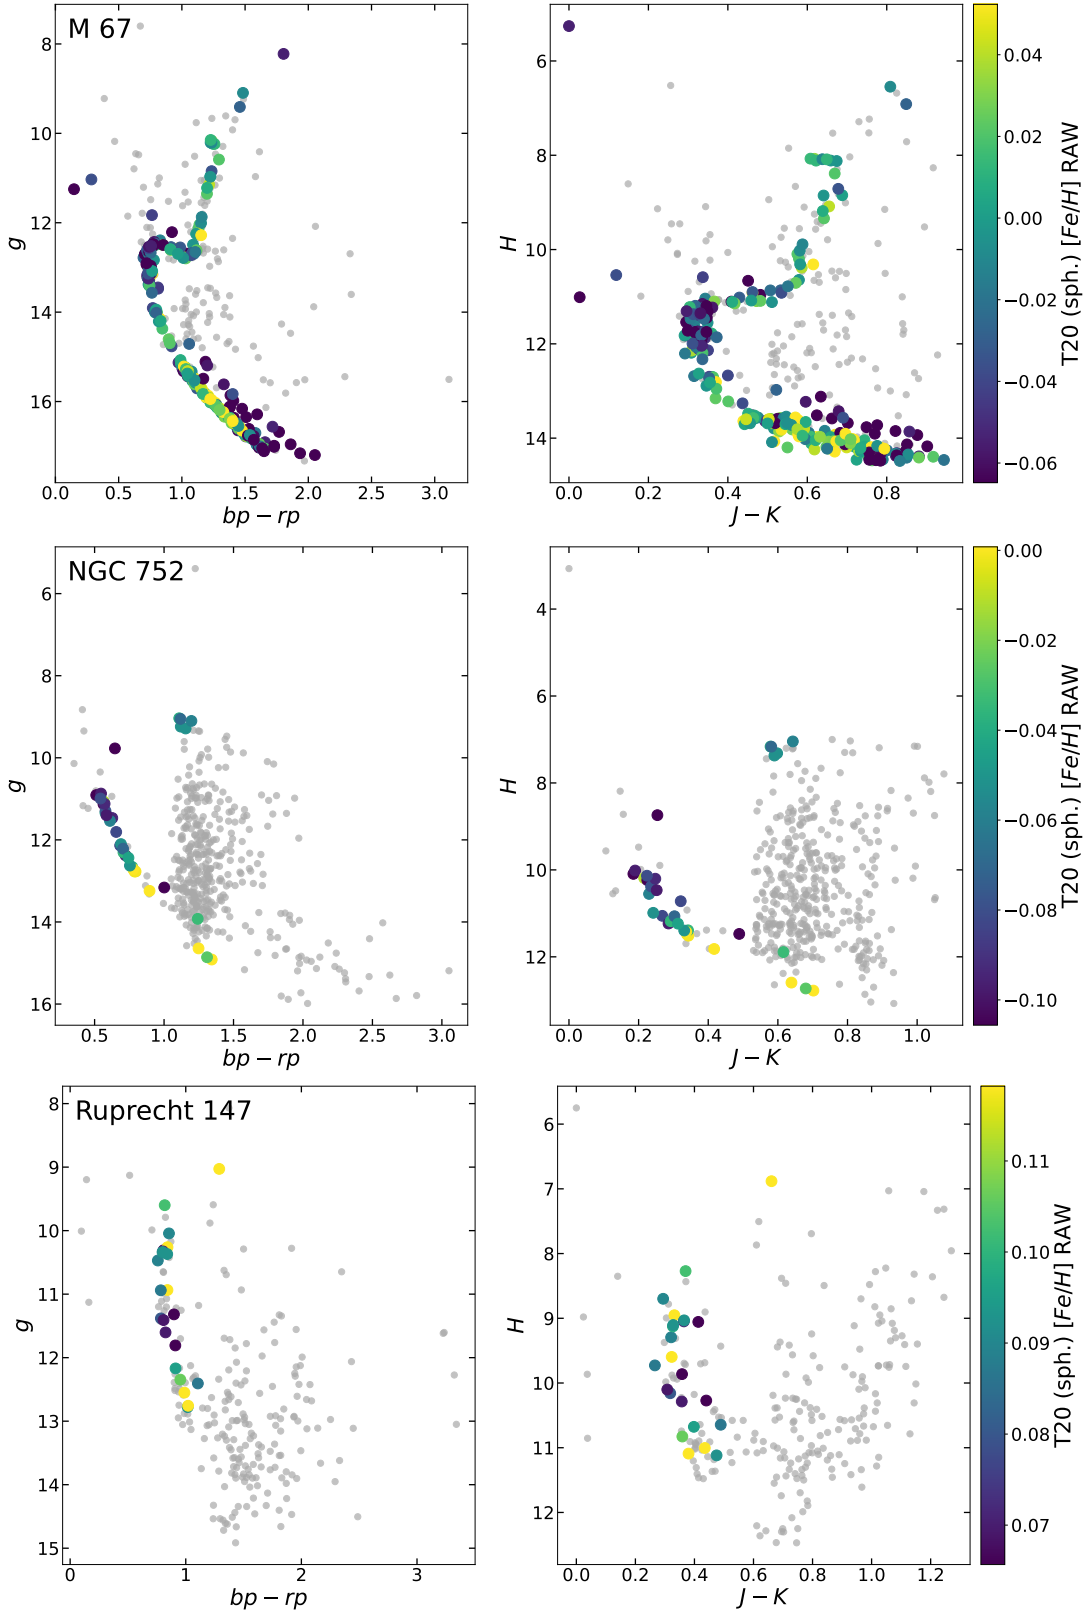 M 67
8
10
12
14
16
g
0.0 0.5 1.0 1.5 2.0 2.5 3.0
bp − rp
6
8
10
12
14
H
0.0 0.2 0.4 0.6 0.8
J − K
0.04
0.02
0.00
−0.02
−0.04
−0.06
T20 (sph.) [Fe/H] RAW
NGC 752
6
8
10
12
14
16
g
0.5 1.0 1.5 2.0 2.5 3.0
bp − rp
4
6
8
10
12
H
0.0 0.2 0.4 0.6 0.8 1.0
J − K
0.00
−0.02
−0.04
−0.06
−0.08
−0.10
T20 (sph.) [Fe/H] RAW
Ruprecht 147
8
9
10
11
12
13
14
15
g
0 1 2 3
bp − rp
6
7
8
9
10
11
12
H
0.0 0.2 0.4 0.6 0.8 1.0 1.2
J − K
0.11
0.10
0.09
0.08
0.07
T20 (sph.) [Fe/H] RAW